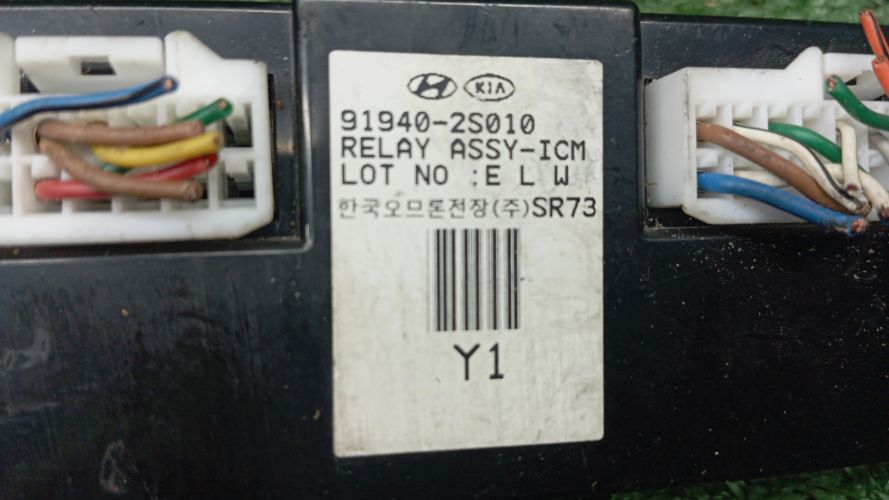 KIA
91940-2S010
RELAY ASSY-ICM
LOT NO :E L W
한국오므론전장(주)SR73
Y1